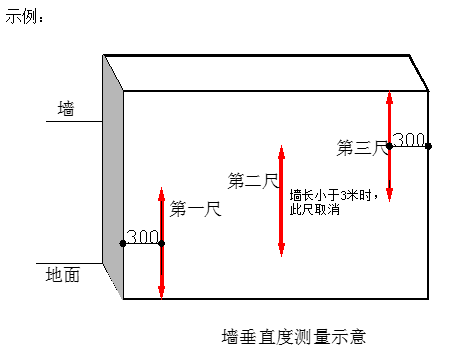 示例：
墙
300
第三尺
第二尺
墙长小于3米时，
此尺取消
第一尺
300
地面
墙垂直度测量示意